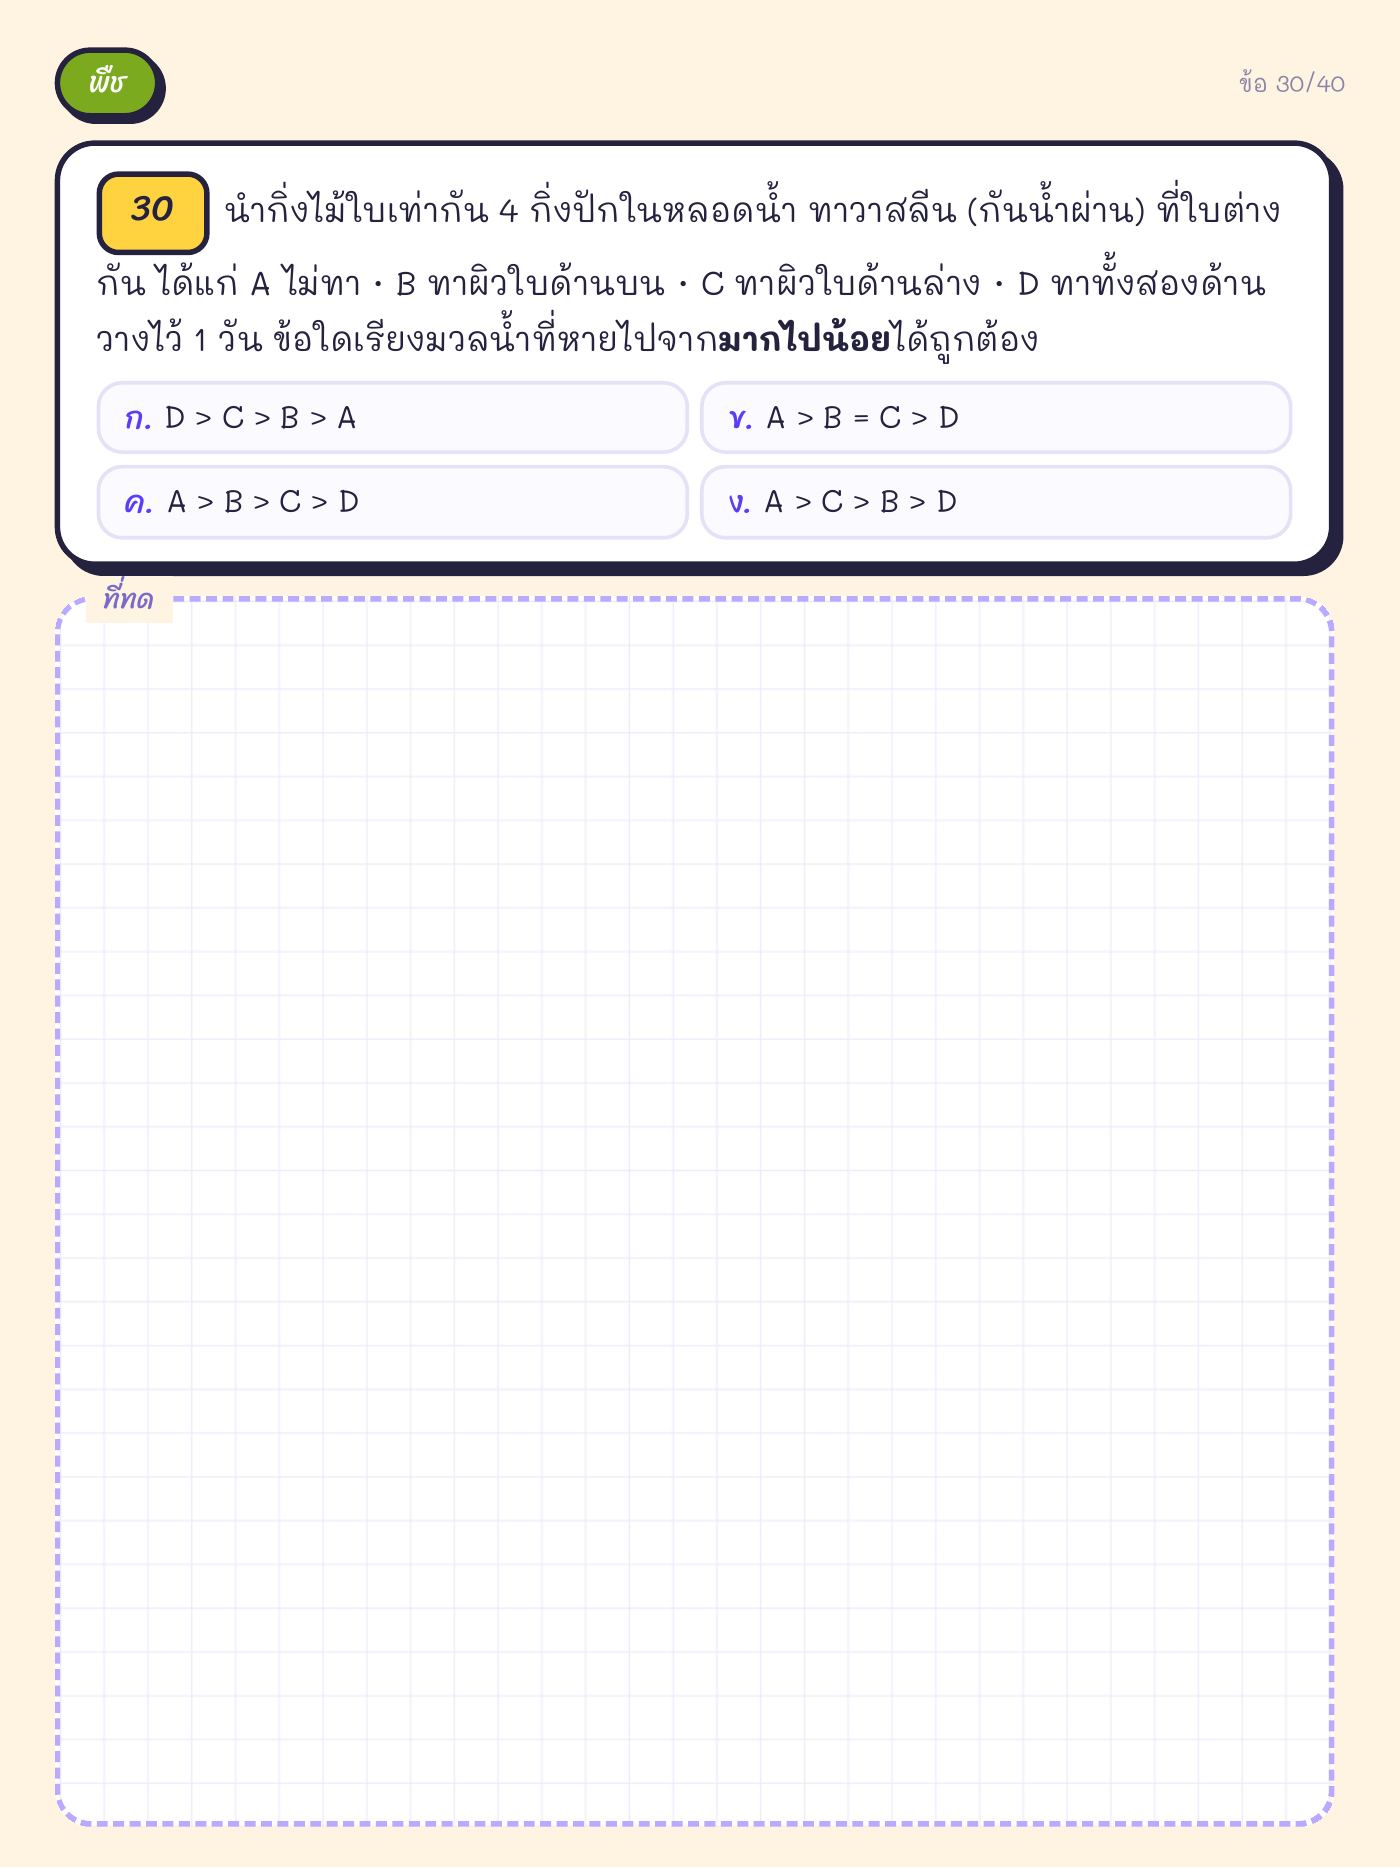 พืช
ข้อ 30/40
30 นำกิ่งไม้ใบเท่ากัน 4 กิ่งปักในหลอดน้ำ ทาวาสลีน (กันน้ำผ่าน) ที่ใบต่าง
กัน ได้แก่ A ไม่ทา · B ทาผิวใบด้านบน · C ทาผิวใบด้านล่าง · D ทาทั้งสองด้าน
วางไว้ 1 วัน ข้อใดเรียงมวลน้ำที่หายไปจากมากไปน้อยได้ถูกต้อง
ก. D > C > B > A
ข. A > B = C > D
ค. A > B > C > D
ง. A > C > B > D
ที่ทด